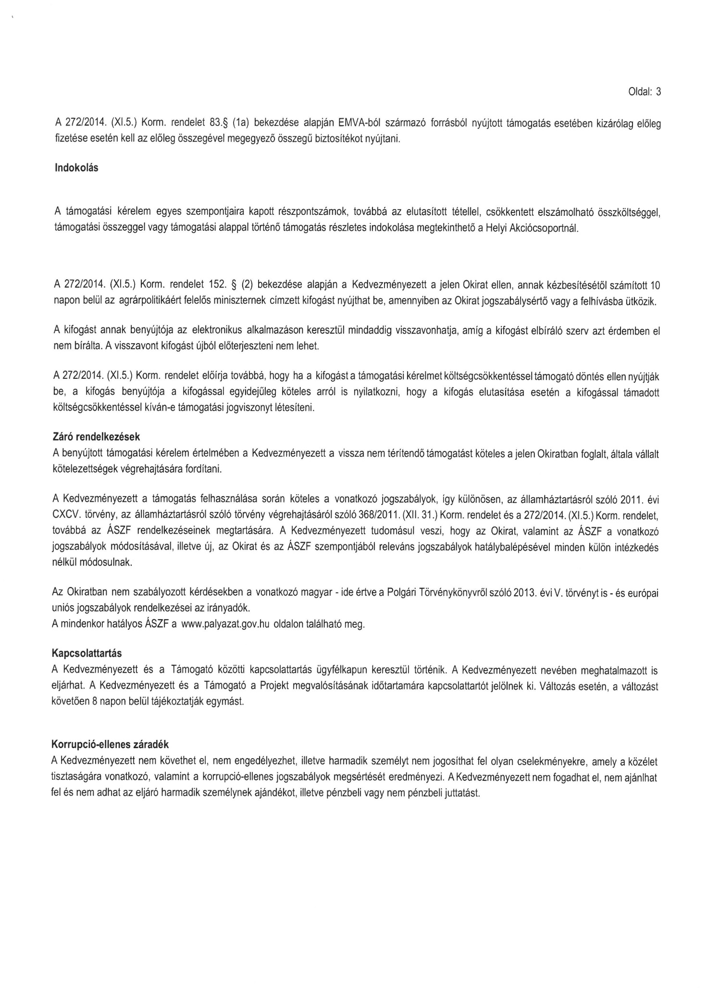 Oldal: 3
A 272/2014. (XI.5.) Korm. rendelet 83.§ (1a) bekezdése alapján EMVA-ból származó forrásból nyújtott támogatás esetében kizárólag előleg
fizetése esetén kell az előleg összegével megegyező összegű biztosítékot nyújtani.
Indokolás
A támogatási kérelem egyes szempontjaira kapott részpontszámok, továbbá az elutasított tétellel, csökkentett elszámolható összköltséggel,
támogatási összeggel vagy támogatási alappal történő támogatás részletes indokolása megtekinthető a Helyi Akciócsoportnál.
A 272/2014. (XI.5.) Korm. rendelet 152. § (2) bekezdése alapján a Kedvezményezett a jelen Okirat ellen, annak kézbesítésétől számított 10
napon belül az agrárpolitikáért felelős miniszternek címzett kifogást nyújthat be, amennyiben az Okirat jogszabálysértő vagy a felhívásba ütközik.
A kifogást annak benyújtója az elektronikus alkalmazáson keresztül mindaddig visszavonhatja, amíg a kifogást elbíráló szerv azt érdemben el
nem bírálta. A visszavont kifogást újból előterjeszteni nem lehet.
A 272/2014. (XI.5.) Korm. rendelet előírja továbbá, hogy ha a kifogást a támogatási kérelmet költségcsökkentéssel támogató döntés ellen nyújtják
be, a kifogás benyújtója a kifogással egyidejűleg köteles arról is nyilatkozni, hogy a kifogás elutasítása esetén a kifogással támadott
költségcsökkentéssel kíván-e támogatási jogviszonyt létesíteni.
Záró rendelkezések
A benyújtott támogatási kérelem értelmében a Kedvezményezett a vissza nem térítendő támogatást köteles a jelen Okiratban foglalt, általa vállalt
kötelezettségek végrehajtására fordítani.
A Kedvezményezett a támogatás felhasználása során köteles a vonatkozó jogszabályok, így különösen, az államháztartásról szóló 2011. évi
CXCV. törvény, az államháztartásról szóló törvény végrehajtásáról szóló 368/2011. (XII. 31.) Korm. rendelet és a 272/2014. (XI.5.) Korm. rendelet,
továbbá az ÁSZF rendelkezéseinek megtartására. A Kedvezményezett tudomásul veszi, hogy az Okirat, valamint az ÁSZF a vonatkozó
jogszabályok módosításával, illetve új, az Okirat és az ÁSZF szempontjából releváns jogszabályok hatálybalépésével minden külön intézkedés
nélkül módosulnak.
Az Okiratban nem szabályozott kérdésekben a vonatkozó magyar - ide értve a Polgári Törvénykönyvről szóló 2013. évi V. törvényt is - és európai
uniós jogszabályok rendelkezései az irányadók.
A mindenkor hatályos ÁSZF a www.palyazat.gov.hu oldalon található meg.
Kapcsolattartás
A Kedvezményezett és a Támogató közötti kapcsolattartás ügyfélkapun keresztül történik. A Kedvezményezett nevében meghatalmazott is
eljárhat. A Kedvezményezett és a Támogató a Projekt megvalósításának időtartamára kapcsolattartót jelölnek ki. Változás esetén, a változást
követően 8 napon belül tájékoztatják egymást.
Korrupció-ellenes záradék
A Kedvezményezett nem követhet el, nem engedélyezhet, illetve harmadik személyt nem jogosíthat fel olyan cselekményekre, amely a közélet
tisztaságára vonatkozó, valamint a korrupció-ellenes jogszabályok megsértését eredményezi. A Kedvezményezett nem fogadhat el, nem ajánlhat
fel és nem adhat az eljáró harmadik személynek ajándékot, illetve pénzbeli vagy nem pénzbeli juttatást.